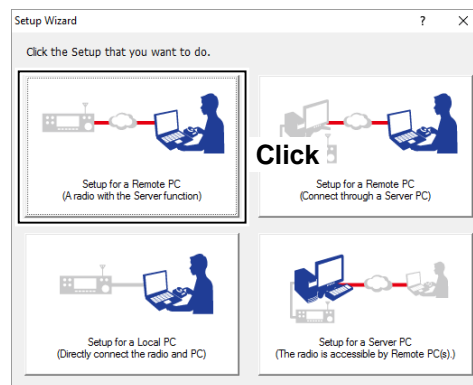 Setup Wizard ? ×
Click the Setup that you want to do.
Click
Setup for a Remote PC
(A radio with the Server function)
Setup for a Remote PC
(Connect through a Server PC)
Setup for a Local PC
(Directly connect the radio and PC)
Setup for a Server PC
(The radio is accessible by Remote PC(s).)